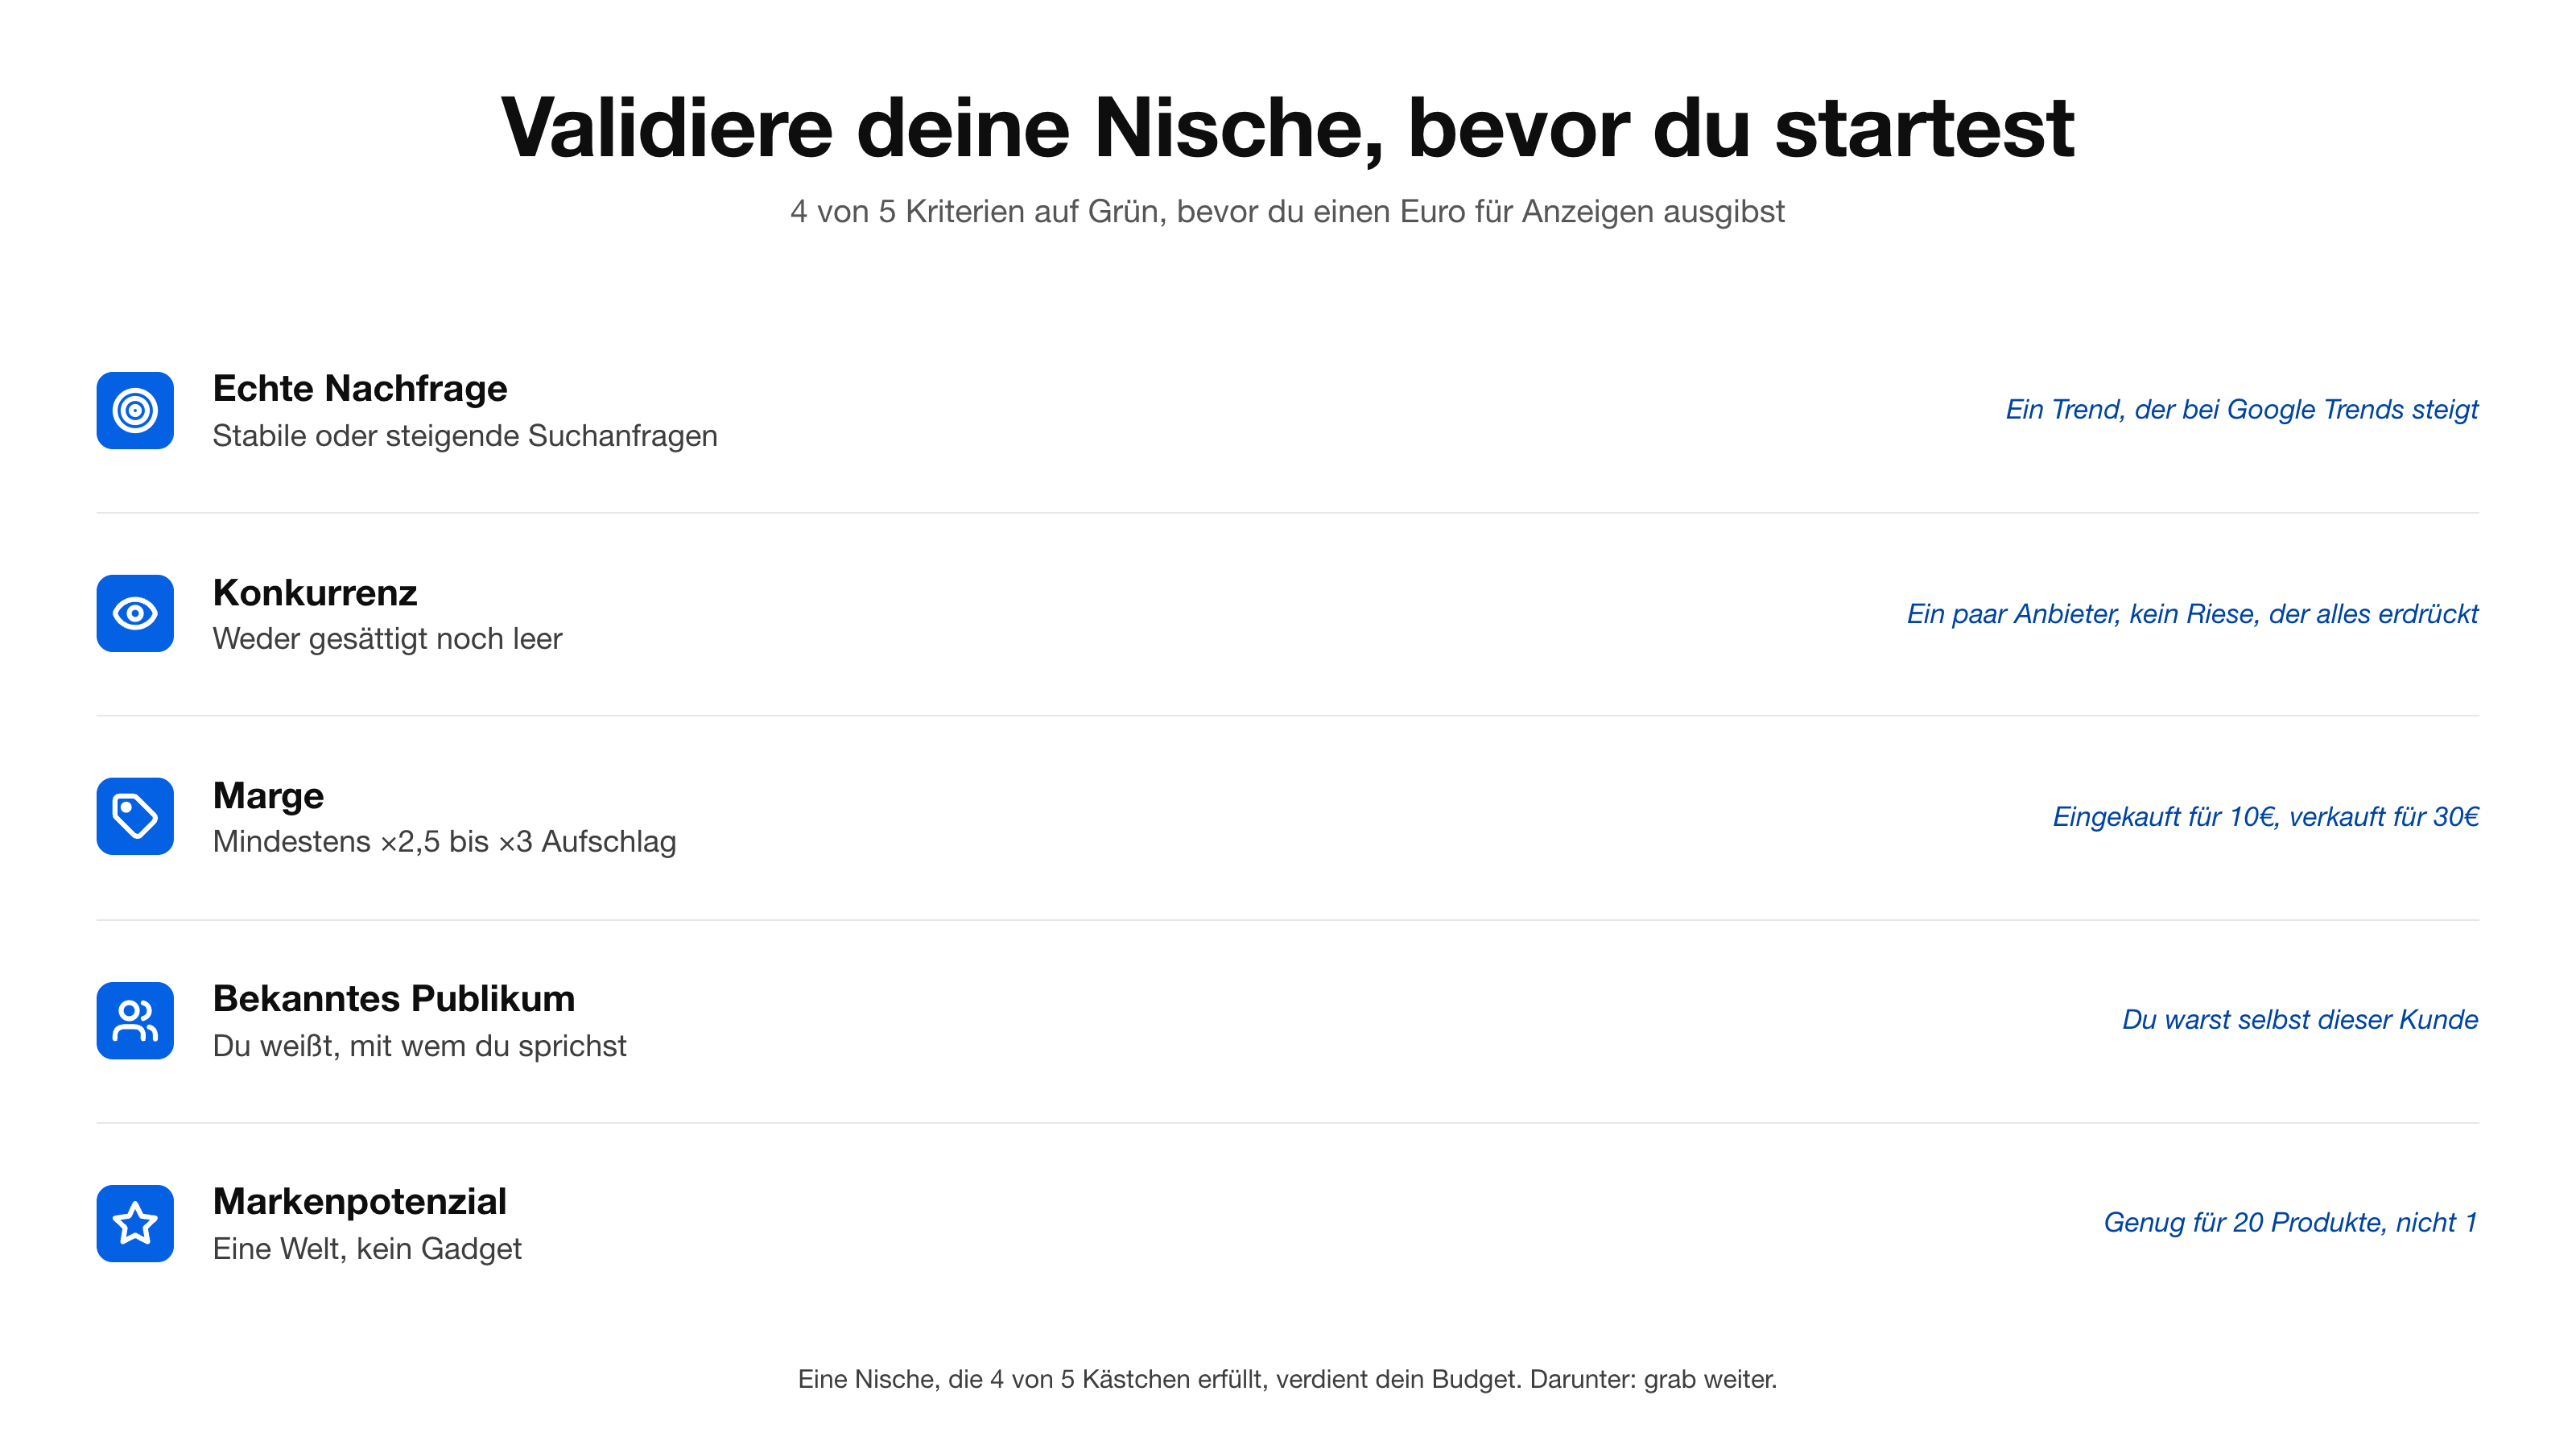 Validiere deine Nische, bevor du startest
4 von 5 Kriterien auf Grün, bevor du einen Euro für Anzeigen ausgibst
Echte Nachfrage
Stabile oder steigende Suchanfragen
Ein Trend, der bei Google Trends steigt
Konkurrenz
Weder gesättigt noch leer
Ein paar Anbieter, kein Riese, der alles erdrückt
Marge
Mindestens ×2,5 bis ×3 Aufschlag
Eingekauft für 10€, verkauft für 30€
Bekanntes Publikum
Du weißt, mit wem du sprichst
Du warst selbst dieser Kunde
Markenpotenzial
Eine Welt, kein Gadget
Genug für 20 Produkte, nicht 1
Eine Nische, die 4 von 5 Kästchen erfüllt, verdient dein Budget. Darunter: grab weiter.